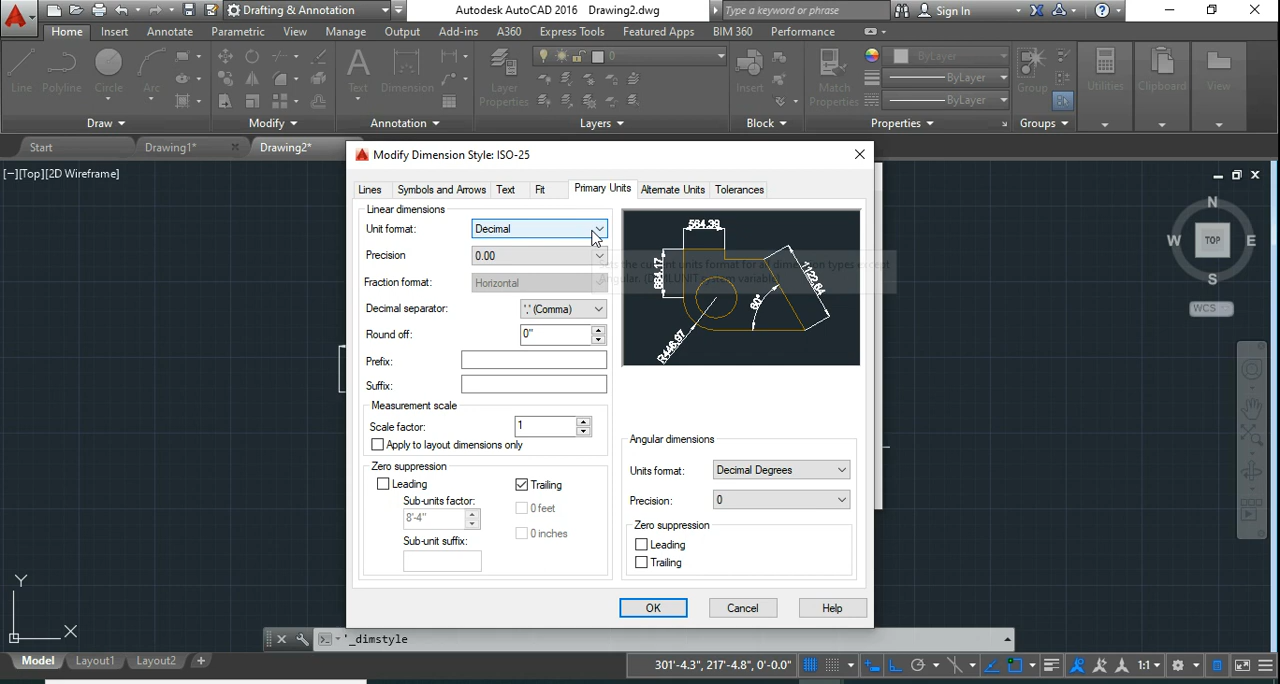 Drafting & Annotation
Autodesk AutoCAD 2016 Drawing2.dwg
Type a keyword or phrase
Sign In
Home Insert Annotate Parametric View Manage Output Add-ins A360 Express Tools Featured Apps BIM 360 Performance
Line Polyline Circle Arc
Text Dimension
Layer Properties
0
Insert
Match Properties
ByLayer
ByLayer
ByLayer
Group
Utilities Clipboard View
Draw Modify Annotation Layers Block Properties Groups
Start Drawing1* Drawing2*
[−][Top][2D Wireframe]
Modify Dimension Style: ISO-25
Lines Symbols and Arrows Text Fit Primary Units Alternate Units Tolerances
Linear dimensions
Unit format: Decimal
Precision 0.00
Fraction format: Horizontal
Decimal separator: ',' (Comma)
Round off: 0"
Prefix:
Suffix:
Measurement scale
Scale factor: 1
Apply to layout dimensions only
Zero suppression
Leading
Trailing
Sub-units factor:
8'-4"
0 feet
Sub-unit suffix:
0 inches
564.39
664.17
1122.64
60°
R446.97
Angular dimensions
Units format: Decimal Degrees
Precision: 0
Zero suppression
Leading
Trailing
OK Cancel Help
N
W TOP E
S
WCS
Y
X
'_dimstyle
Model Layout1 Layout2 +
301'-4.3", 217'-4.8", 0'-0.0"
1:1